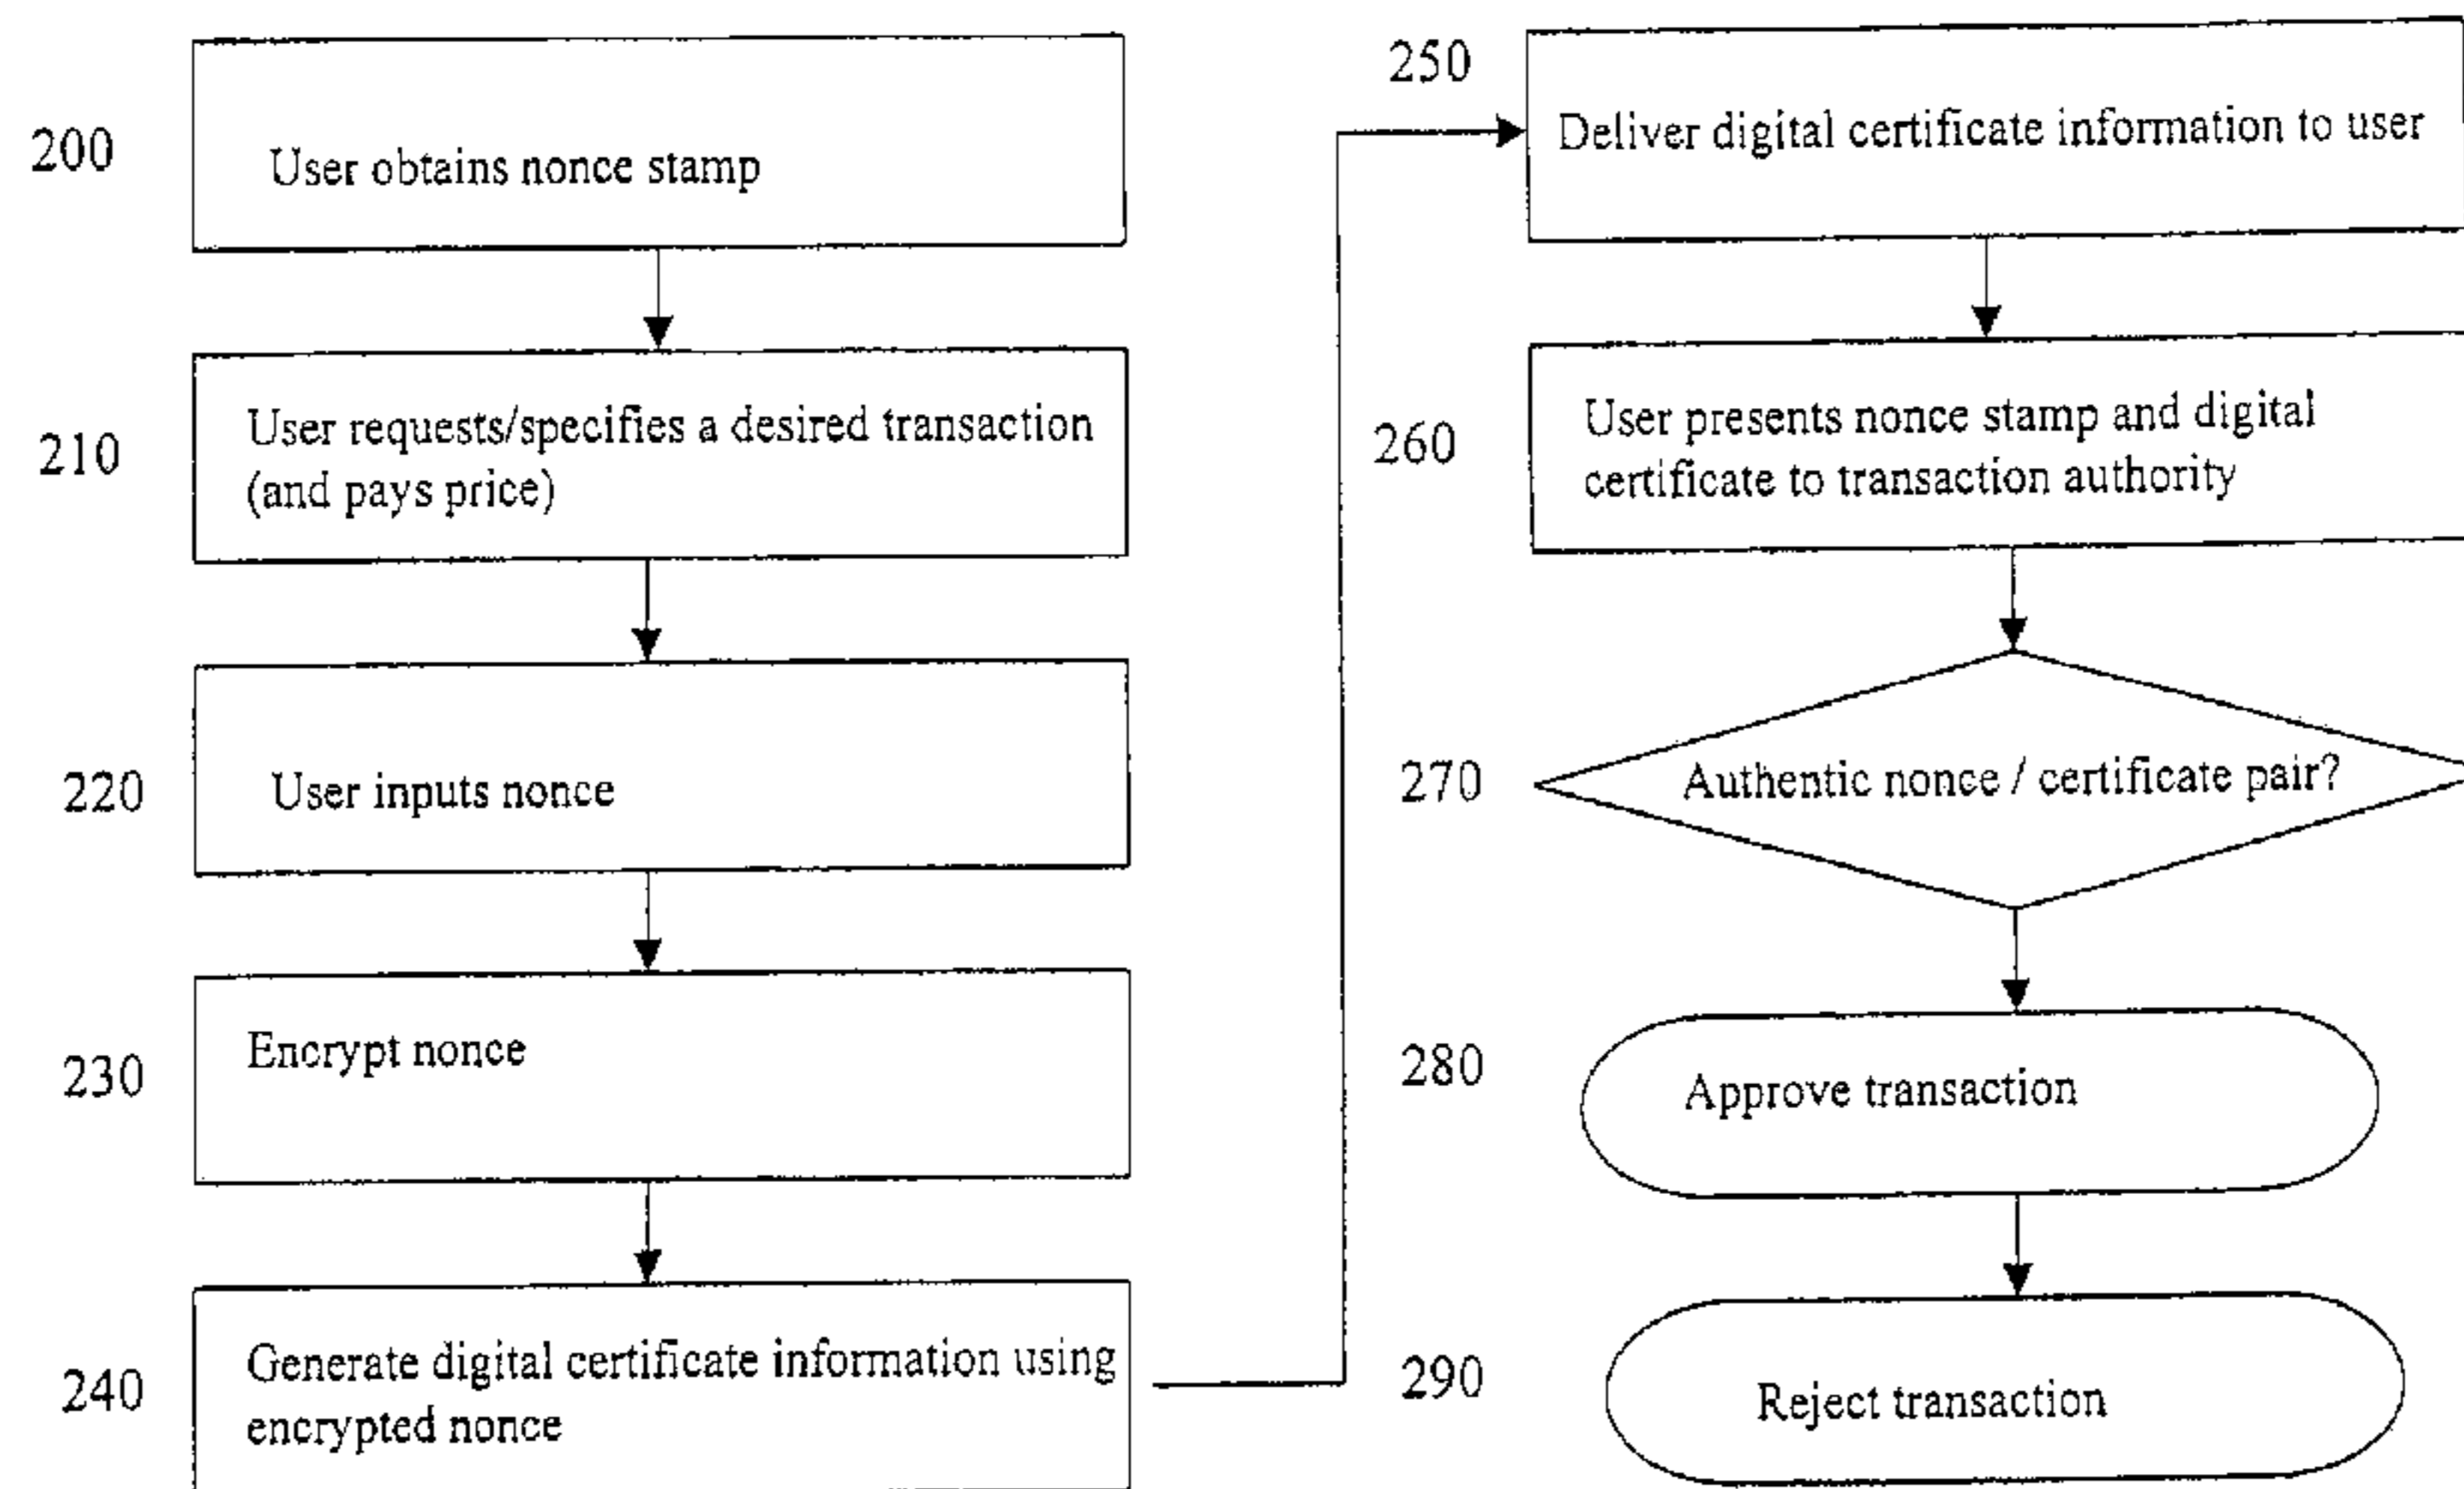 200
User obtains nonce stamp
210
User requests/specifies a desired transaction
(and pays price)
220
User inputs nonce
230
Encrypt nonce
240
Generate digital certificate information using
encrypted nonce
250
Deliver digital certificate information to user
260
User presents nonce stamp and digital
certificate to transaction authority
270
Authentic nonce / certificate pair?
280
Approve transaction
290
Reject transaction